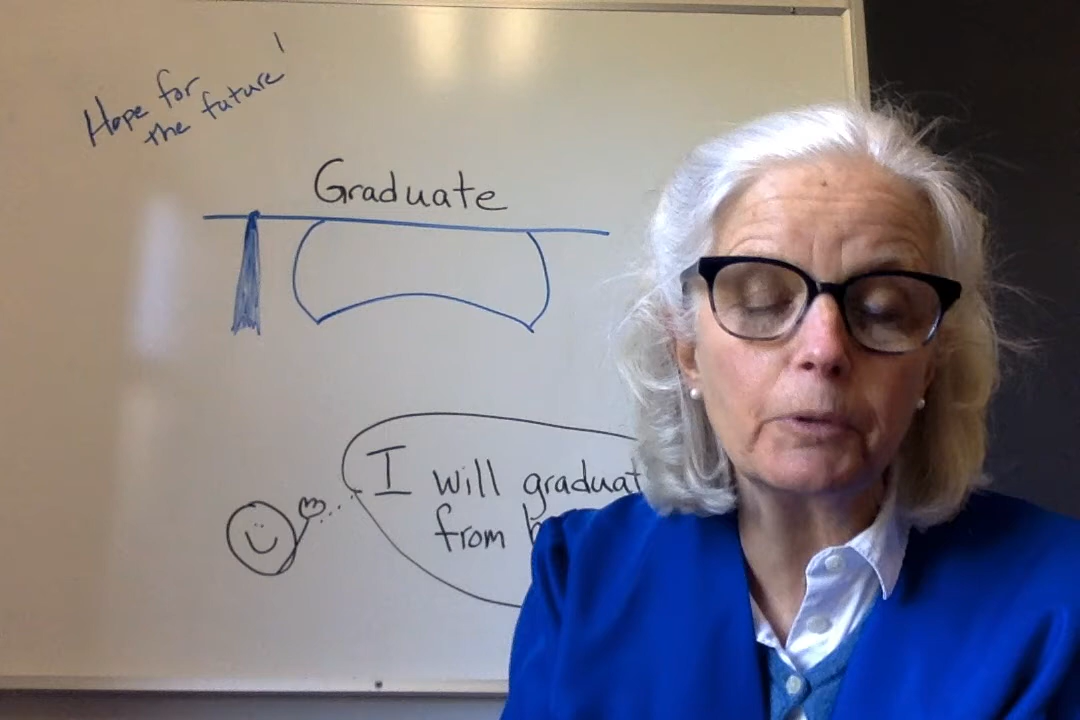 Hope for
the future!
Graduate
I will graduat
from